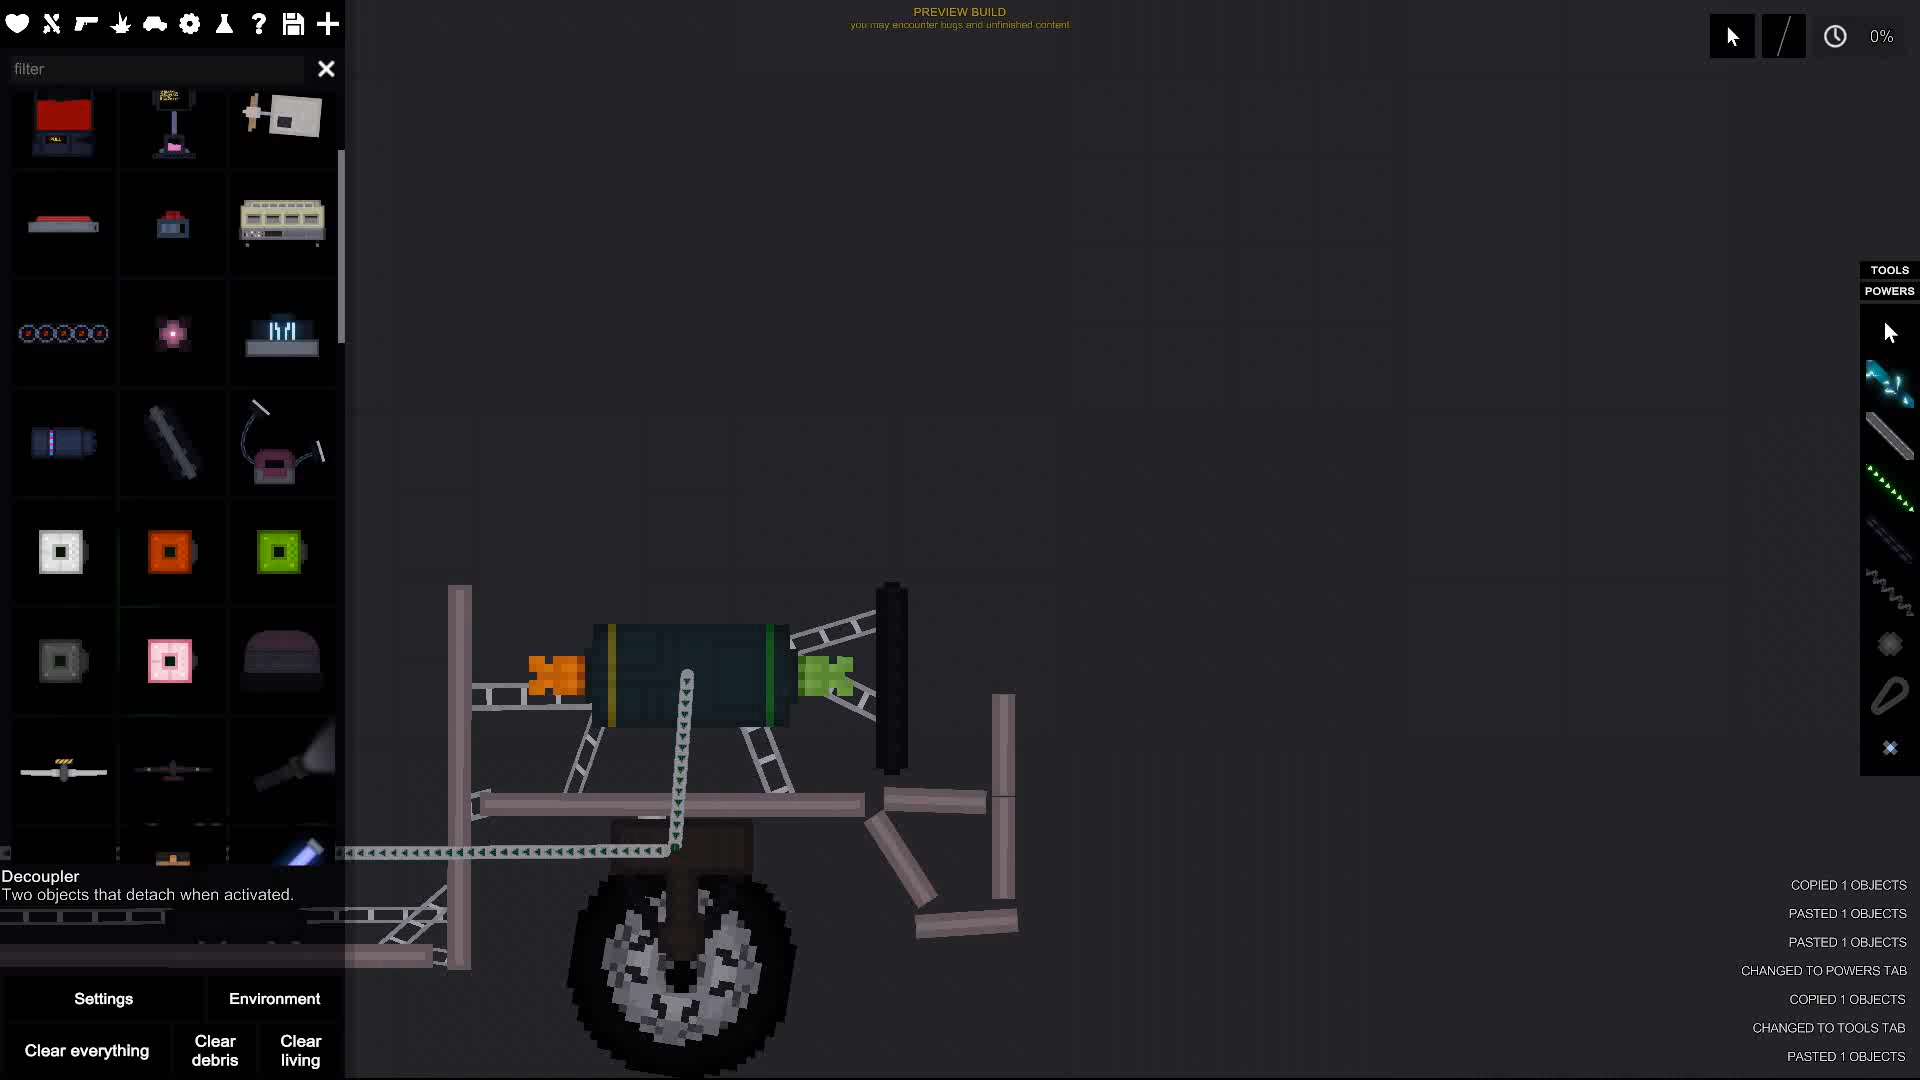 PREVIEW BUILD
you may encounter bugs and unfinished content
filter
0%
PULL
TOOLS
POWERS
Decoupler
Two objects that detach when activated.
Settings
Environment
Clear everything
Clear debris
Clear living
COPIED 1 OBJECTS
PASTED 1 OBJECTS
PASTED 1 OBJECTS
CHANGED TO POWERS TAB
COPIED 1 OBJECTS
CHANGED TO TOOLS TAB
PASTED 1 OBJECTS